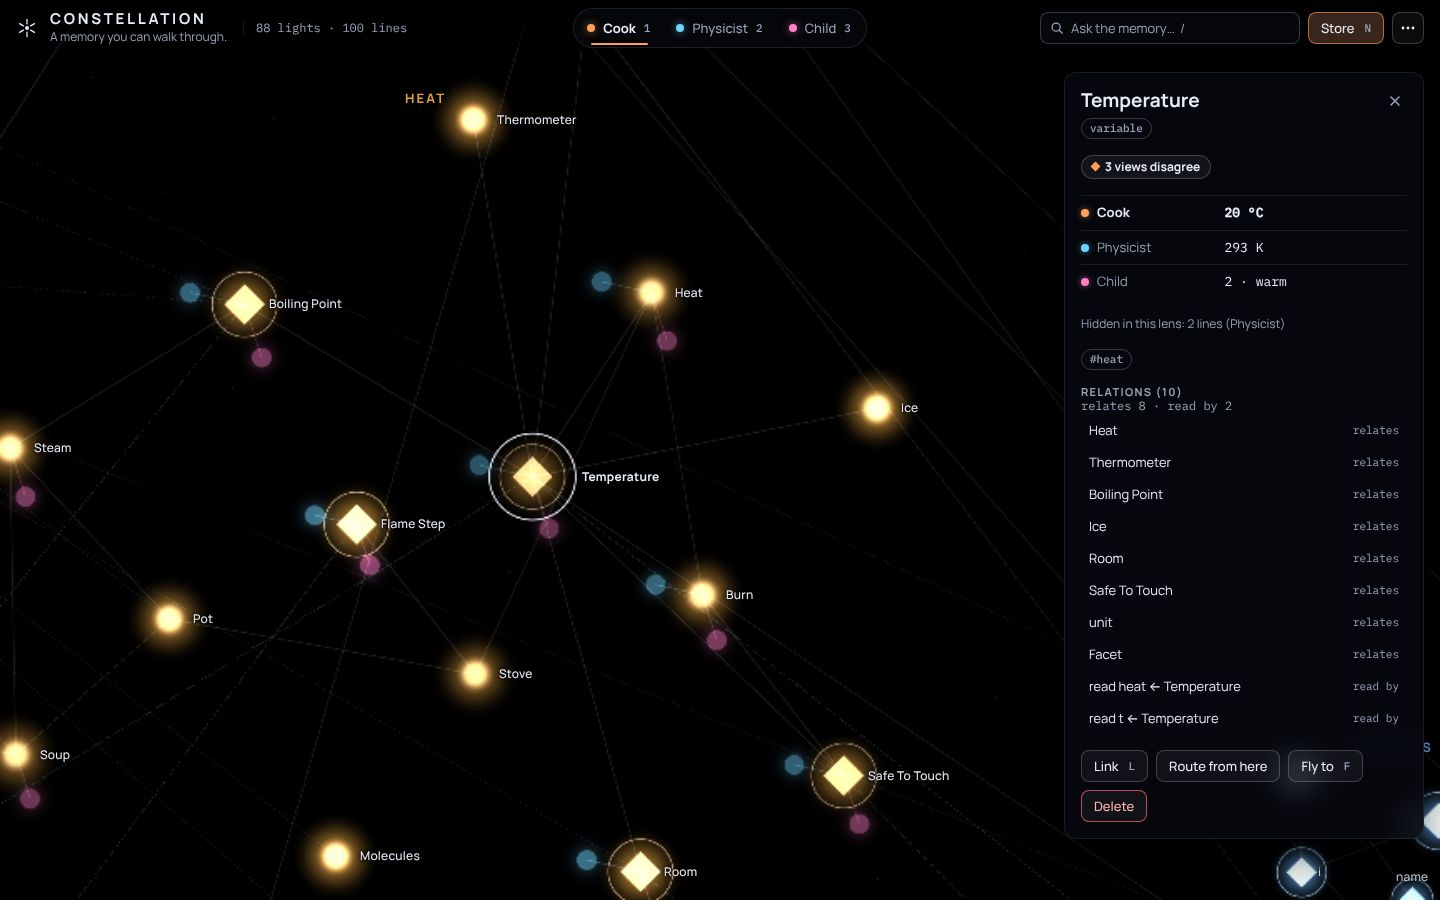 CONSTELLATION
A memory you can walk through.
88 lights · 100 lines
Cook 1
Physicist 2
Child 3
Ask the memory... /
Store N
HEAT
Thermometer
Boiling Point
Heat
Ice
Steam
Temperature
Flame Step
Burn
Pot
Stove
Soup
Safe To Touch
Molecules
Room
Temperature
variable
3 views disagree
Cook 20 °C
Physicist 293 K
Child 2 · warm
Hidden in this lens: 2 lines (Physicist)
#heat
RELATIONS (10)
relates 8 · read by 2
Heat relates
Thermometer relates
Boiling Point relates
Ice relates
Room relates
Safe To Touch relates
unit relates
Facet relates
read heat ← Temperature read by
read t ← Temperature read by
Link L
Route from here
Fly to F
Delete
S
i
name